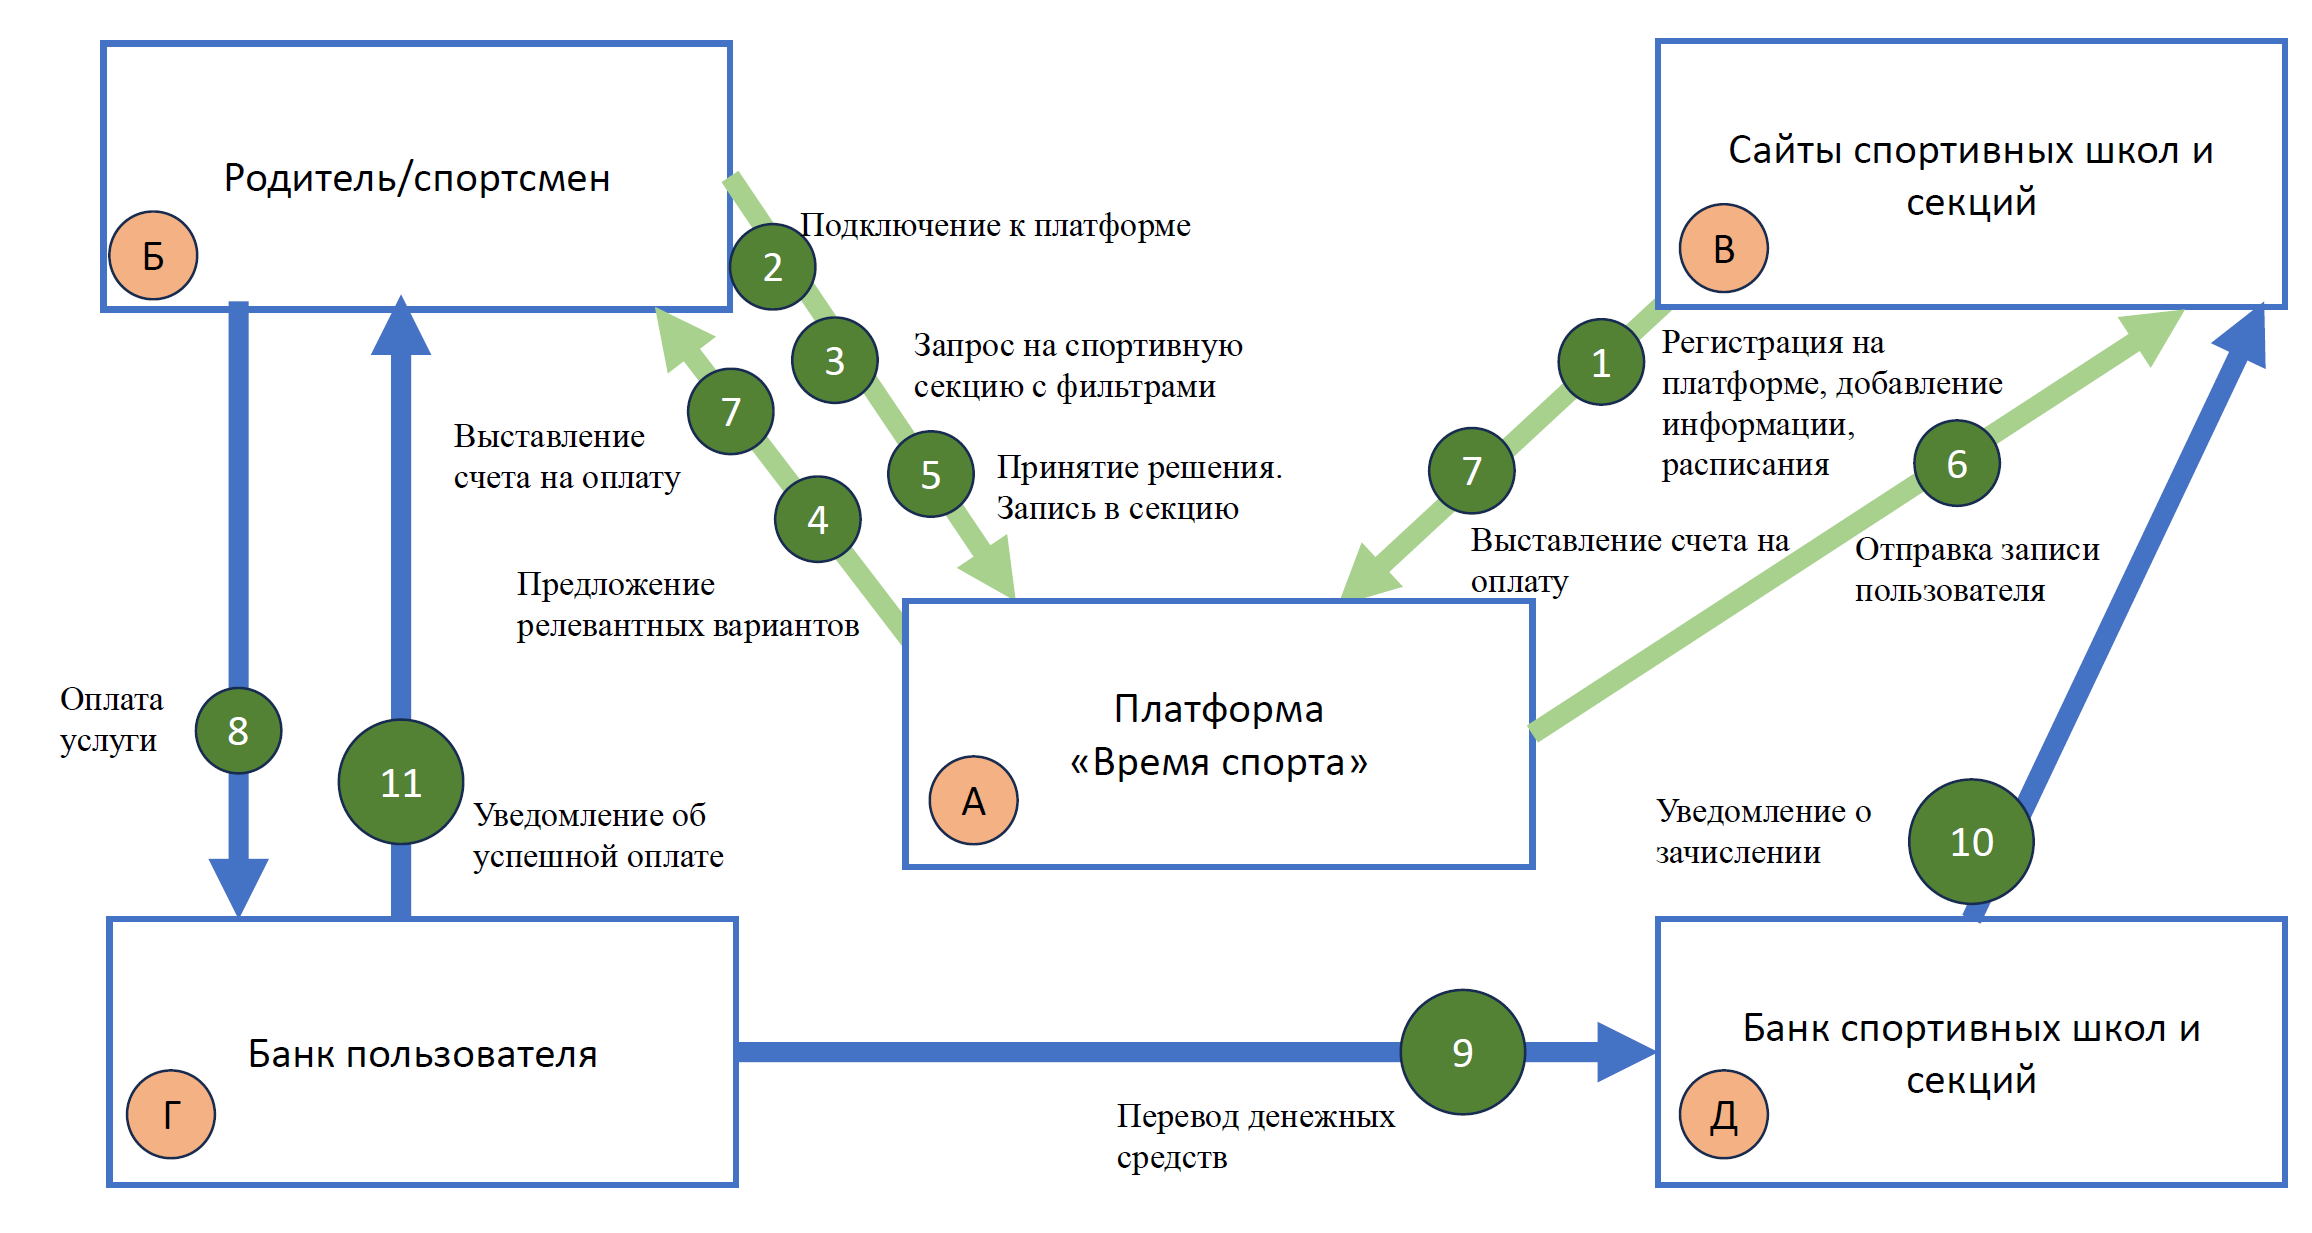 Родитель/спортсмен
Б
Сайты спортивных школ и
секций
В
2
Подключение к платформе
3
Запрос на спортивную
секцию с фильтрами
1
Регистрация на
платформе, добавление
информации,
расписания
7
Выставление
счета на оплату
5
Принятие решения.
Запись в секцию
7
Выставление счета на
оплату
6
Отправка записи
пользователя
4
Предложение
релевантных вариантов
Платформа
«Время спорта»
А
8
Оплата
услуги
11
Уведомление об
успешной оплате
10
Уведомление о
зачислении
Банк пользователя
Г
9
Перевод денежных
средств
Банк спортивных школ и
секций
Д